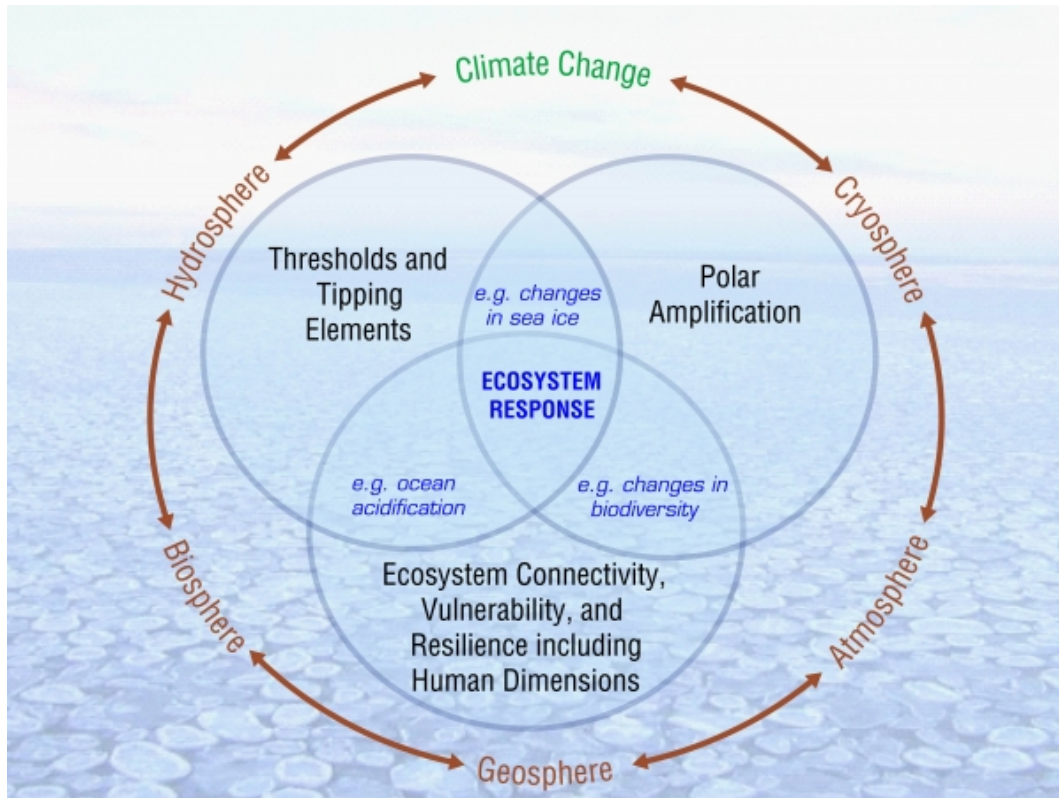 Climate Change
Hydrosphere
Cryosphere
Thresholds and
Tipping
Elements
e.g. changes
in sea ice
Polar
Amplification
ECOSYSTEM
RESPONSE
e.g. ocean
acidification
e.g. changes in
biodiversity
Biosphere
Atmosphere
Ecosystem Connectivity,
Vulnerability, and
Resilience including
Human Dimensions
Geosphere